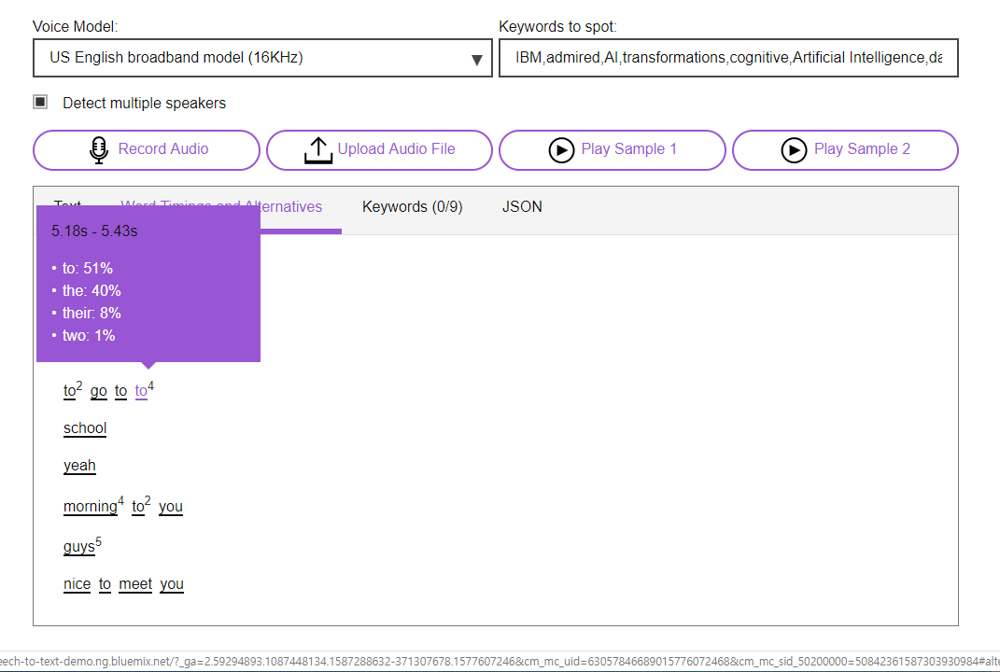 Voice Model:
Keywords to spot:
US English broadband model (16KHz)
▼
IBM,admired,AI,transformations,cognitive,Artificial Intelligence,da
Detect multiple speakers
Record Audio
Upload Audio File
Play Sample 1
Play Sample 2
Text
Word Timings and Alternatives
Keywords (0/9)
JSON
5.18s - 5.43s
• to: 51%
• the: 40%
• their: 8%
• two: 1%
to² go to to⁴
school
yeah
morning⁴ to² you
guys⁵
nice to meet you
eech-to-text-demo.ng.bluemix.net/?_ga=2.59294893.1087448134.1587288632-371307678.1577607246&cm_mc_uid=63057846689015776072468&cm_mc_sid_50200000=50842361587303930984#alte